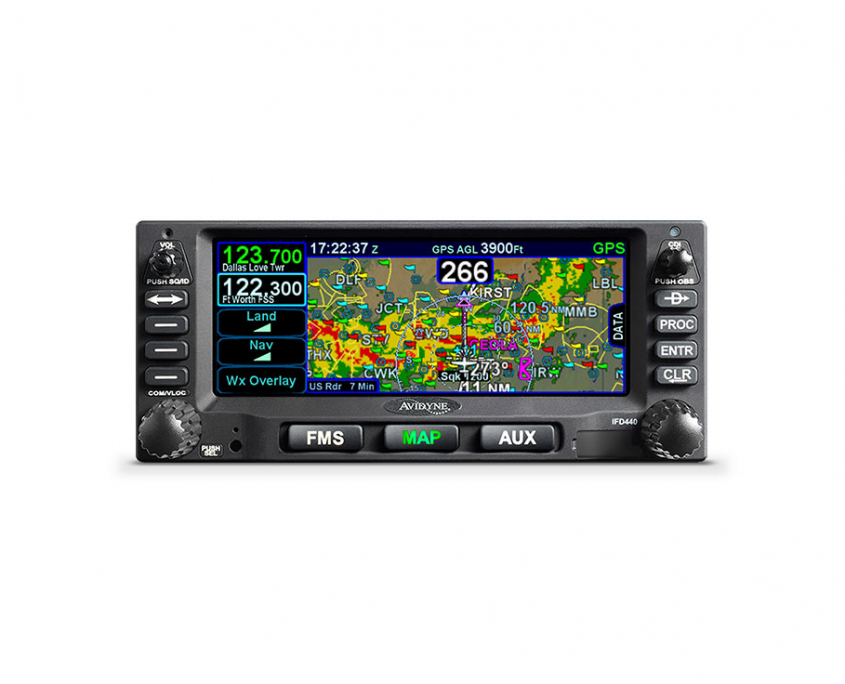 VOL
PUSH SQ/ID
COM/VLOC
PUSH
SEL
123.700
Dallas Love Twr
122.300
Ft Worth FSS
Land
Nav
Wx Overlay
17:22:37 Z
GPS AGL 3900Ft
GPS
266
KIRST
DLF
LBL
JCT
120.5NM
MMB
60.3NM
THX
CWK
Sqk 1200
273°
11 NM
US Rdr 7 Min
DATA
CDI
PUSH OBS
D
PROC
ENTR
CLR
AVIDYNE
IFD440
FMS
MAP
AUX